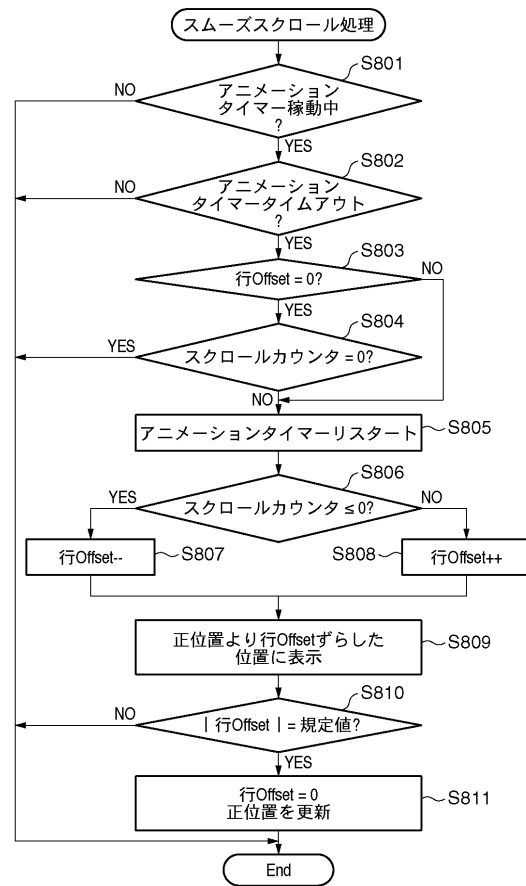 スムーズスクロール処理
S801
アニメーション
タイマー稼動中
?
NO
YES
S802
アニメーション
タイマータイムアウト
?
NO
YES
S803
行Offset = 0?
NO
YES
S804
スクロールカウンタ = 0?
YES
NO
アニメーションタイマーリスタート
S805
S806
スクロールカウンタ ≤ 0?
YES
NO
行Offset--
S807
S808
行Offset++
正位置より行Offsetずらした
位置に表示
S809
S810
| 行Offset | = 規定値?
NO
YES
行Offset = 0
正位置を更新
S811
End